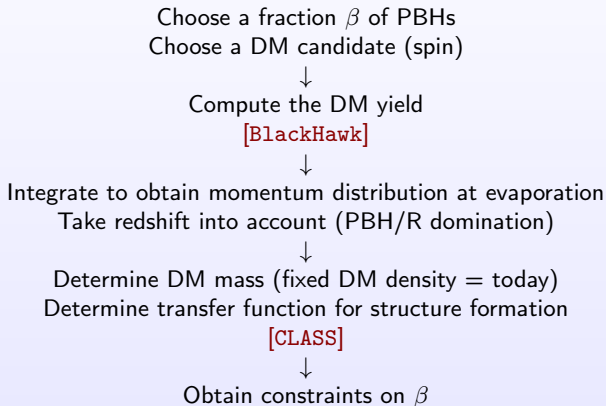 Choose a fraction β of PBHs
Choose a DM candidate (spin)
↓
Compute the DM yield
[BlackHawk]
↓
Integrate to obtain momentum distribution at evaporation
Take redshift into account (PBH/R domination)
↓
Determine DM mass (fixed DM density = today)
Determine transfer function for structure formation
[CLASS]
↓
Obtain constraints on β